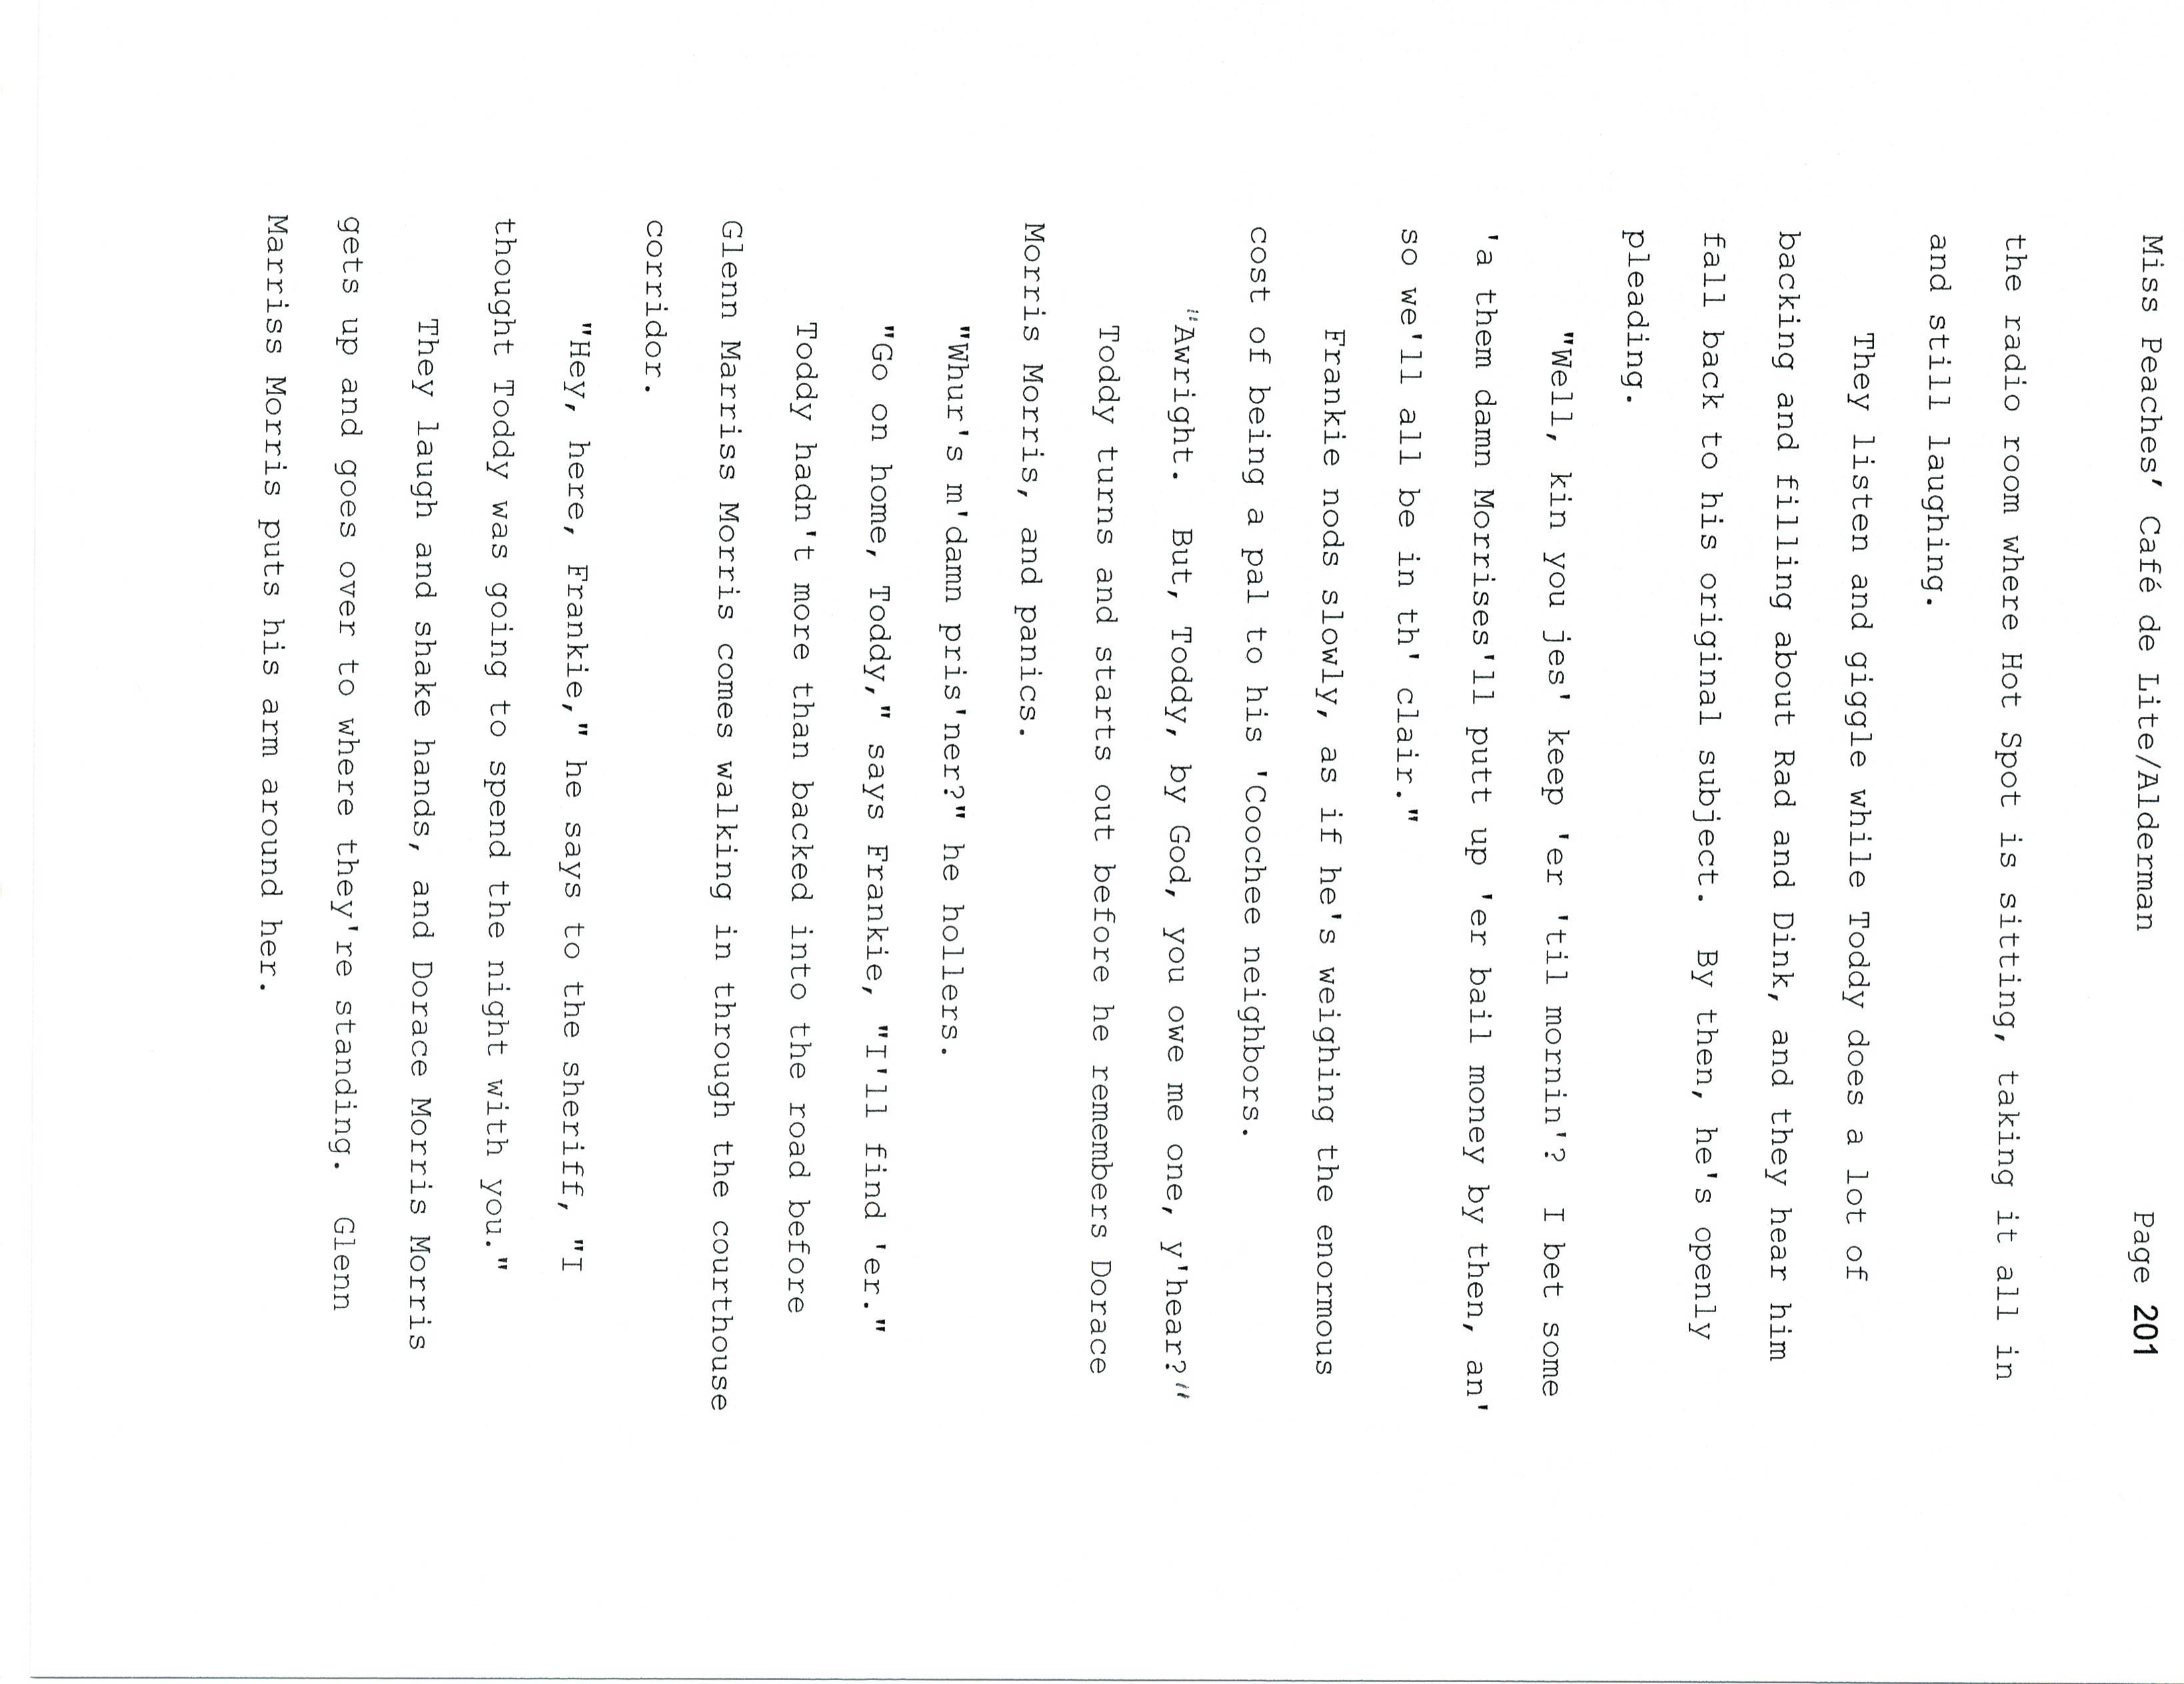 Miss Peaches' Café de Lite/Alderman Page 201
the radio room where Hot Spot is sitting, taking it all in
and still laughing.
They listen and giggle while Toddy does a lot of
backing and filling about Rad and Dink, and they hear him
fall back to his original subject. By then, he's openly
pleading.
"Well, kin you jes' keep 'er 'til mornin'? I bet some
'a them damn Morrises'll putt up 'er bail money by then, an'
so we'll all be in th' clair."
Frankie nods slowly, as if he's weighing the enormous
cost of being a pal to his 'Coochee neighbors.
"Awright. But, Toddy, by God, you owe me one, y'hear?"
Toddy turns and starts out before he remembers Dorace
Morris Morris, and panics.
"Whur's m'damn pris'ner?" he hollers.
"Go on home, Toddy," says Frankie, "I'll find 'er."
Toddy hadn't more than backed into the road before
Glenn Marriss Morris comes walking in through the courthouse
corridor.
"Hey, here, Frankie," he says to the sheriff, "I
thought Toddy was going to spend the night with you."
They laugh and shake hands, and Dorace Morris Morris
gets up and goes over to where they're standing. Glenn
Marriss Morris puts his arm around her.